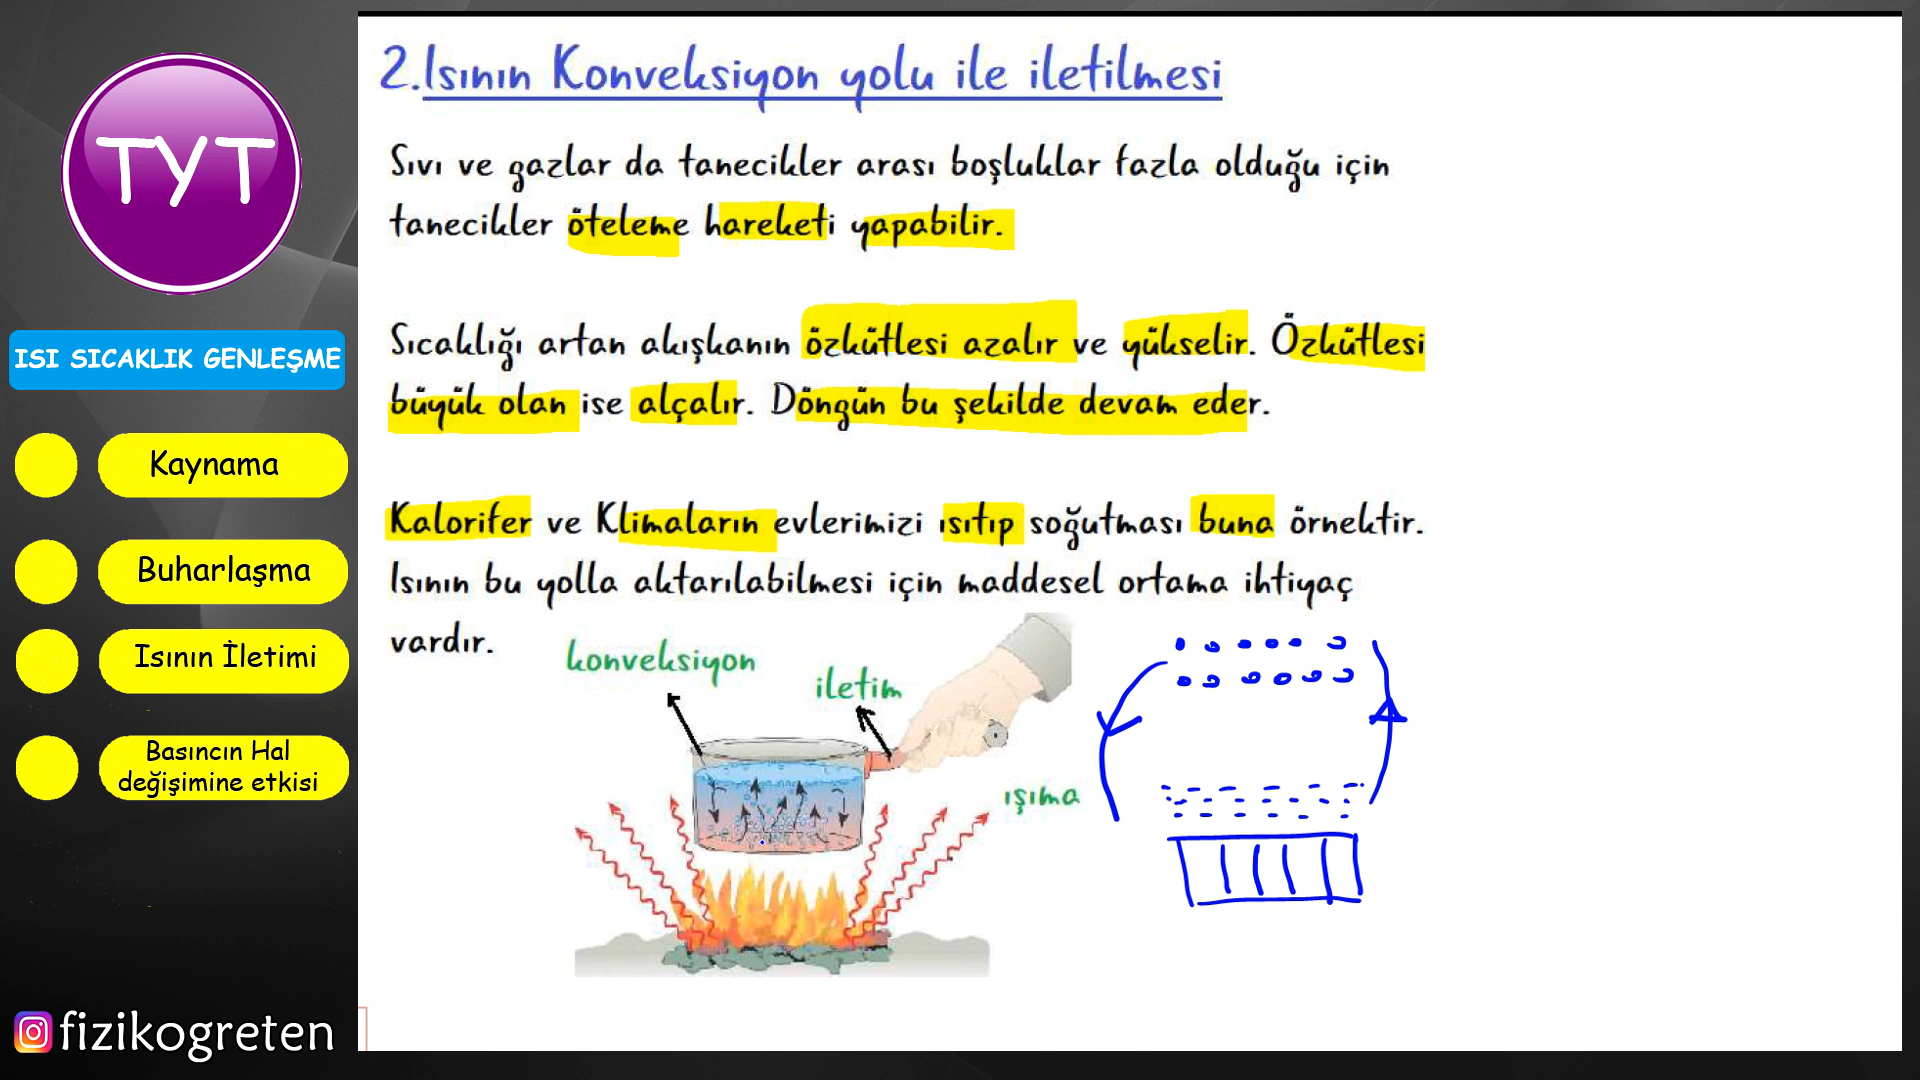 TYT
ISI SICAKLIK GENLEŞME
Kaynama
Buharlaşma
Isının İletimi
Basıncın Hal
değişimine etkisi
fizikogreten
2.Isının Konveksiyon yolu ile iletilmesi
Sıvı ve gazlar da tanecikler arası boşluklar fazla olduğu için
tanecikler öteleme hareketi yapabilir.
Sıcaklığı artan akışkanın özkütlesi azalır ve yükselir. Özkütlesi
büyük olan ise alçalır. Döngün bu şekilde devam eder.
Kalorifer ve Klimaların evlerimizi ısıtıp soğutması buna örnektir.
Isının bu yolla aktarılabilmesi için maddesel ortama ihtiyaç
vardır.
konveksiyon
iletim
ışıma